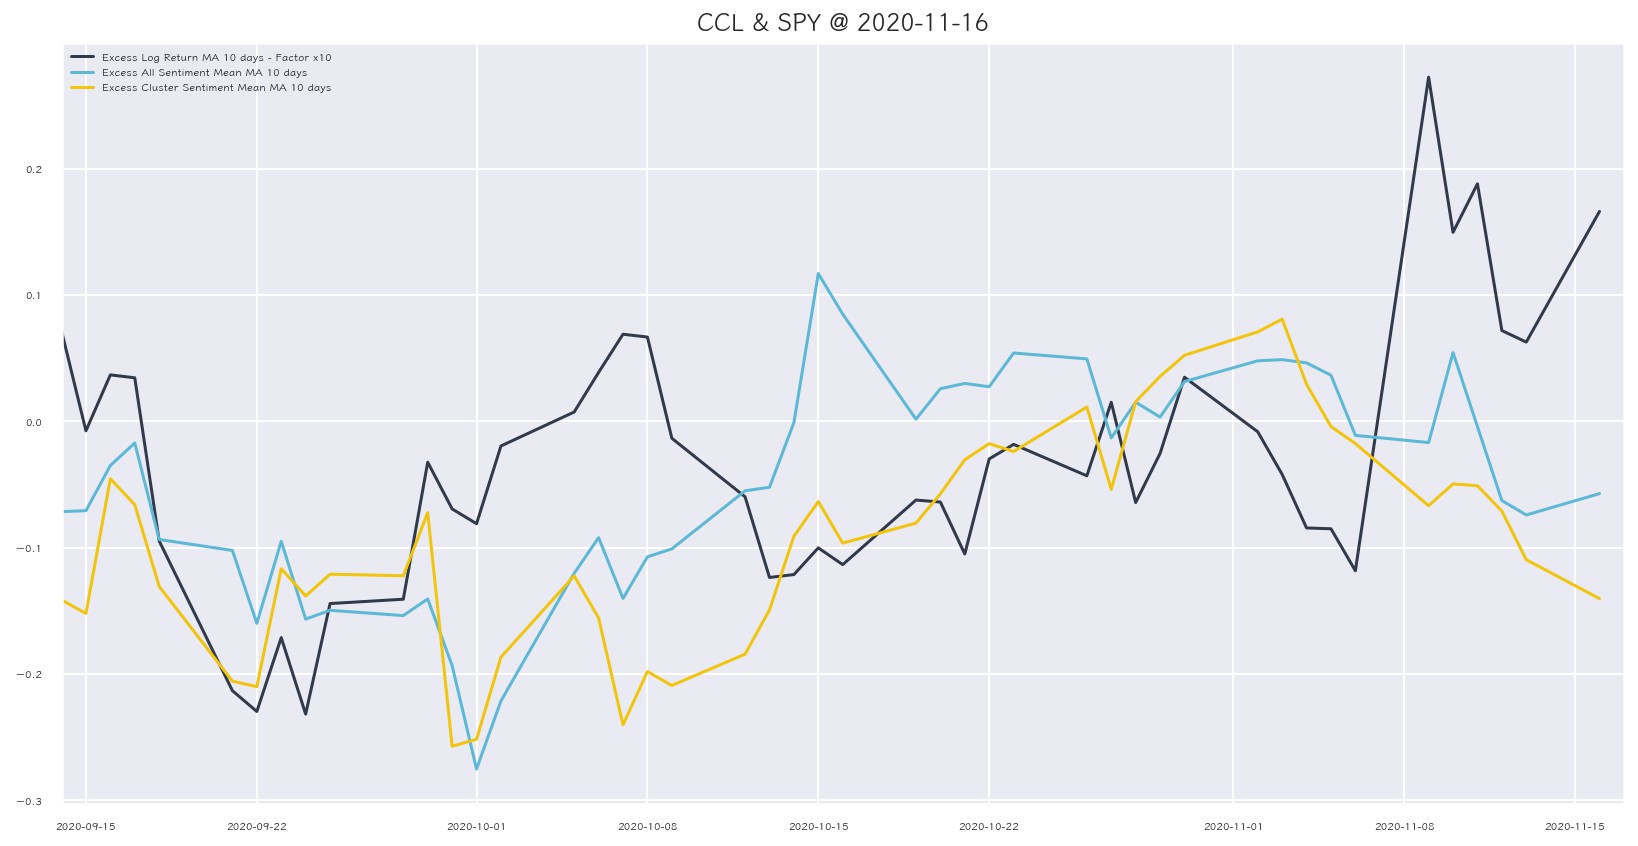 CCL & SPY @ 2020-11-16
Excess Log Return MA 10 days - Factor x10
Excess All Sentiment Mean MA 10 days
Excess Cluster Sentiment Mean MA 10 days
0.2
0.1
0.0
−0.1
−0.2
−0.3
2020-09-15 2020-09-22 2020-10-01 2020-10-08 2020-10-15 2020-10-22 2020-11-01 2020-11-08 2020-11-15